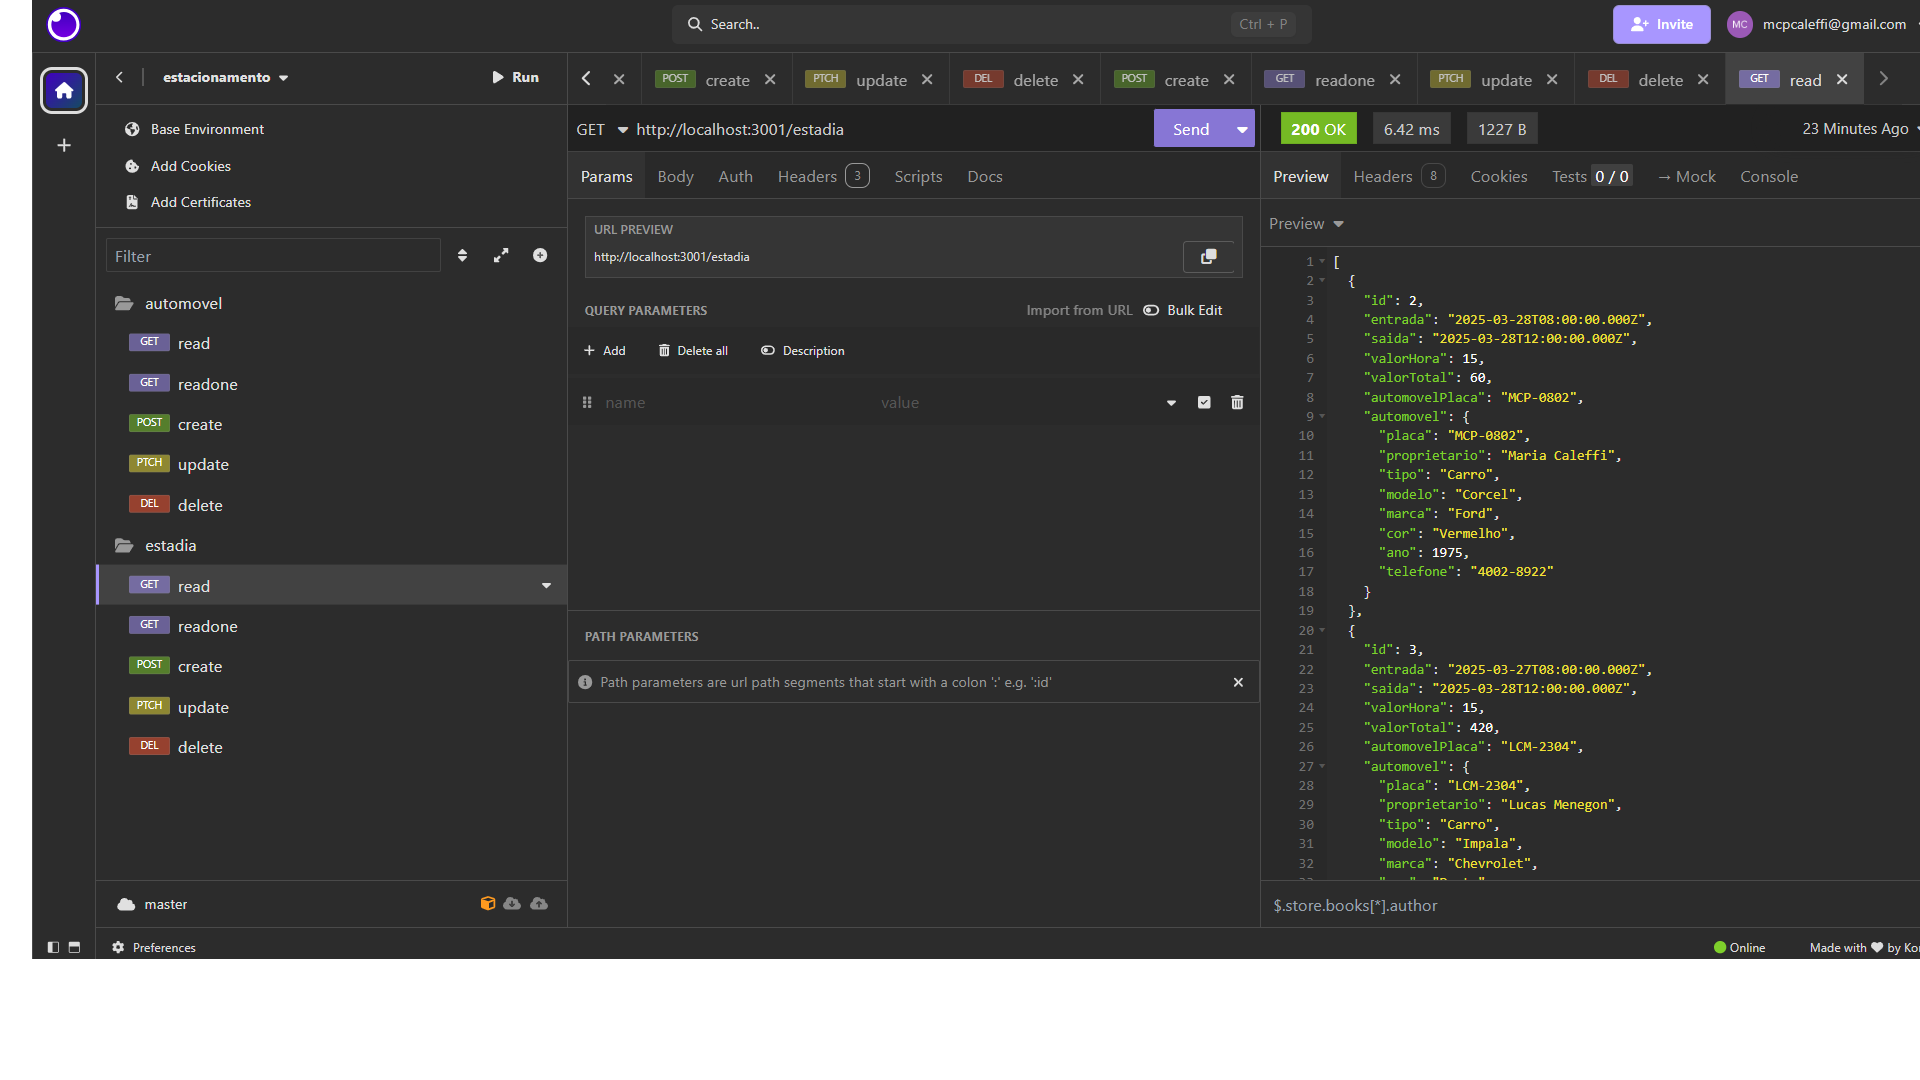 Search..
Ctrl + P
Invite
MC
mcpcaleffi@gmail.com
estacionamento
Run
POST create
PTCH update
DEL delete
POST create
GET readone
PTCH update
DEL delete
GET read
Base Environment
Add Cookies
Add Certificates
Filter
automovel
GET read
GET readone
POST create
PTCH update
DEL delete
estadia
GET read
GET readone
POST create
PTCH update
DEL delete
master
Preferences
GET http://localhost:3001/estadia
Send
Params Body Auth Headers 3 Scripts Docs
URL PREVIEW
http://localhost:3001/estadia
QUERY PARAMETERS
Import from URL
Bulk Edit
Add
Delete all
Description
name
value
PATH PARAMETERS
Path parameters are url path segments that start with a colon ':' e.g. ':id'
200 OK
6.42 ms
1227 B
23 Minutes Ago
Preview Headers 8 Cookies Tests 0 / 0 → Mock Console
Preview
1 [
2 {
3 "id": 2,
4 "entrada": "2025-03-28T08:00:00.000Z",
5 "saida": "2025-03-28T12:00:00.000Z",
6 "valorHora": 15,
7 "valorTotal": 60,
8 "automovelPlaca": "MCP-0802",
9 "automovel": {
10 "placa": "MCP-0802",
11 "proprietario": "Maria Caleffi",
12 "tipo": "Carro",
13 "modelo": "Corcel",
14 "marca": "Ford",
15 "cor": "Vermelho",
16 "ano": 1975,
17 "telefone": "4002-8922"
18 }
19 },
20 {
21 "id": 3,
22 "entrada": "2025-03-27T08:00:00.000Z",
23 "saida": "2025-03-28T12:00:00.000Z",
24 "valorHora": 15,
25 "valorTotal": 420,
26 "automovelPlaca": "LCM-2304",
27 "automovel": {
28 "placa": "LCM-2304",
29 "proprietario": "Lucas Menegon",
30 "tipo": "Carro",
31 "modelo": "Impala",
32 "marca": "Chevrolet",
$.store.books[*].author
Online
Made with ❤ by Ko